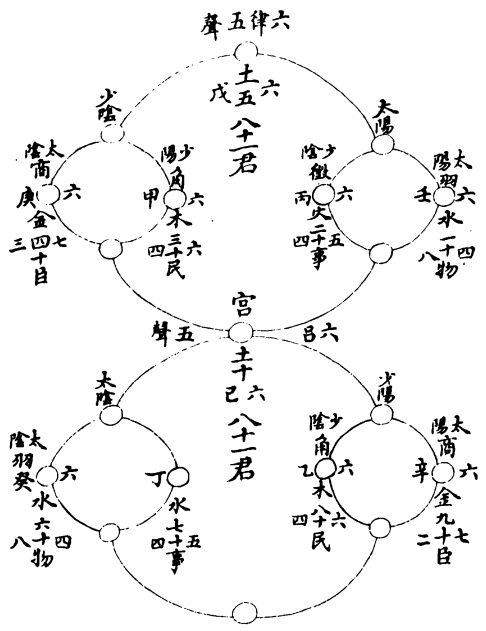 六律五聲
土
戊五六
八十一君
太陽
太陽羽
壬六
水
一十物
四八
少陰徵
丙六
火
二十事
五四
少陰
少陽角
甲六
木
三十民
六四
太陰商
庚六
金
四十臣
七三
宮
六呂
五聲
土
十
己六
八十一君
少陽
太陽商
辛六
金
九十臣
七二
少陰角
乙六
木
八十民
六四
太陰
丁
水
七十事
五四
太陰羽
癸六
水
六十物
四八